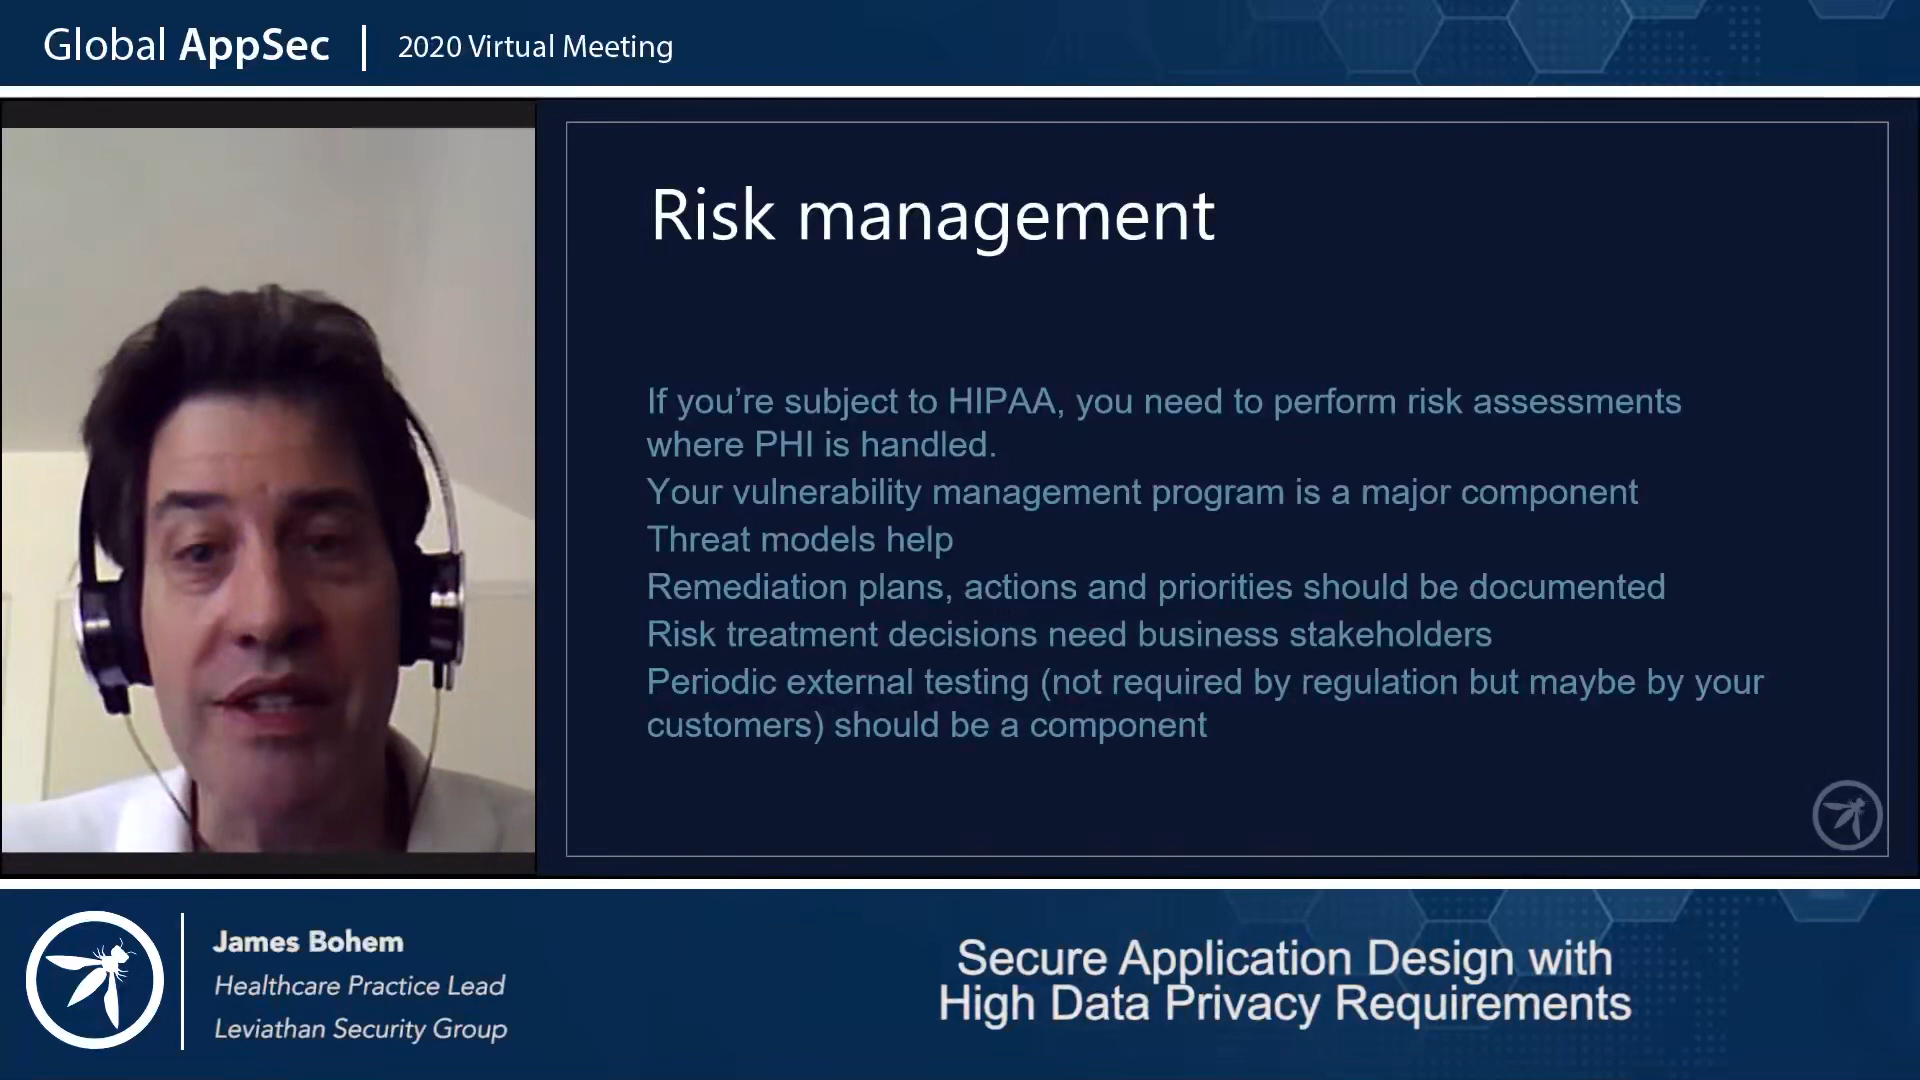 Global AppSec | 2020 Virtual Meeting
Risk management
If you’re subject to HIPAA, you need to perform risk assessments
where PHI is handled.
Your vulnerability management program is a major component
Threat models help
Remediation plans, actions and priorities should be documented
Risk treatment decisions need business stakeholders
Periodic external testing (not required by regulation but maybe by your
customers) should be a component
James Bohem
Healthcare Practice Lead
Leviathan Security Group
Secure Application Design with
High Data Privacy Requirements